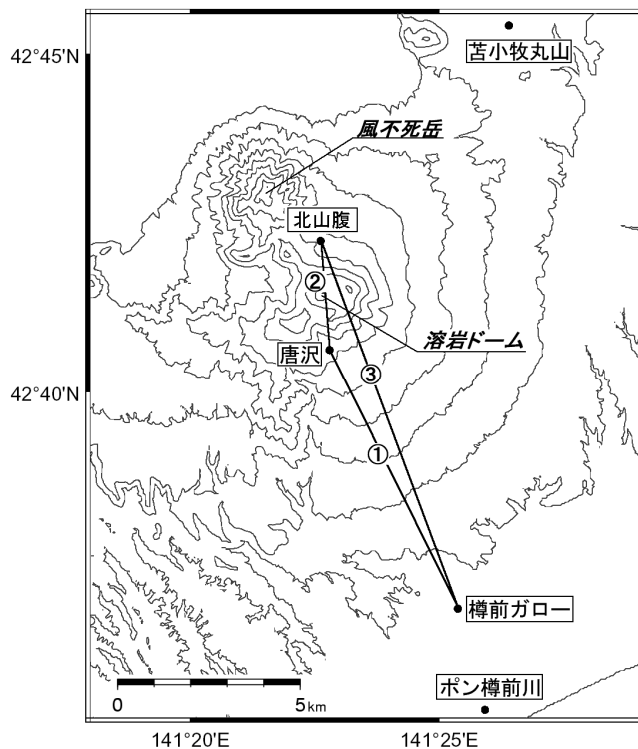 42°45'N
苫小牧丸山
風不死岳
北山腹
②
溶岩ドーム
唐沢
③
42°40'N
①
樽前ガロー
ポン樽前川
0
5km
141°20'E
141°25'E